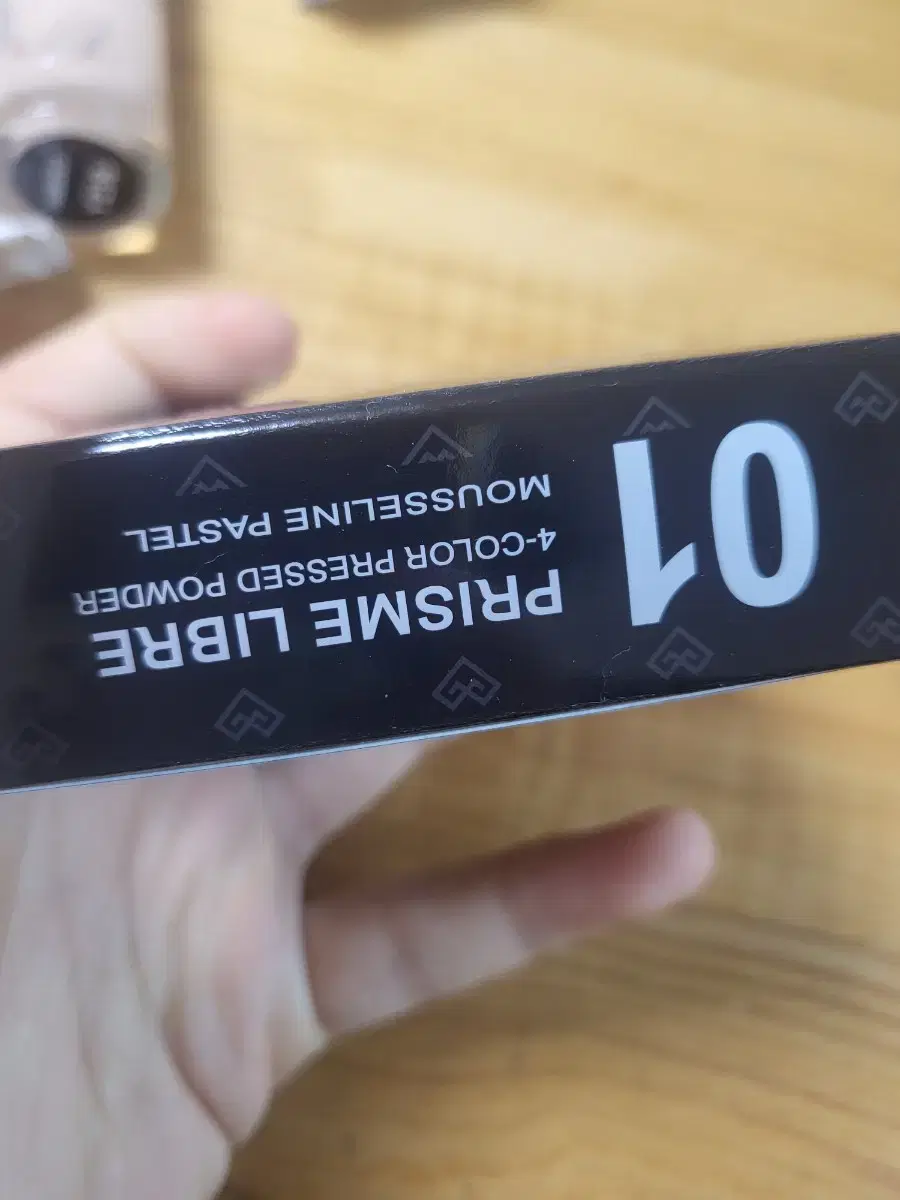 01
PRISME LIBRE
4-COLOR PRESSED POWDER
MOUSSELINE PASTEL